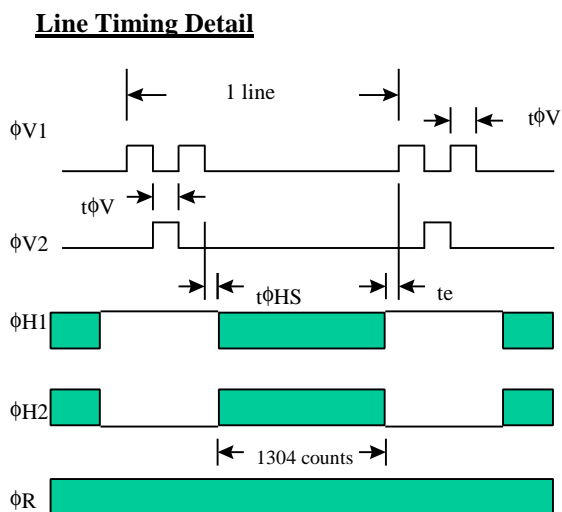 Line Timing Detail
1 line
tϕV
ϕV1
tϕV
ϕV2
tϕHS
te
ϕH1
ϕH2
1304 counts
ϕR